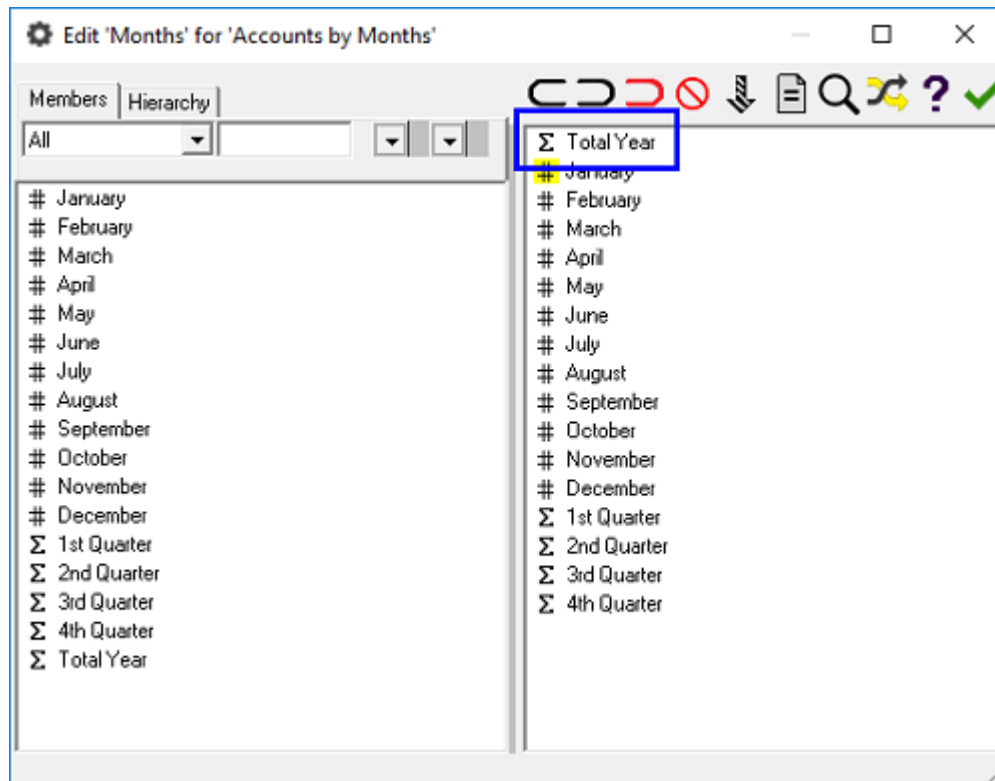 Edit 'Months' for 'Accounts by Months'
Members Hierarchy
All
# January
# February
# March
# April
# May
# June
# July
# August
# September
# October
# November
# December
Σ 1st Quarter
Σ 2nd Quarter
Σ 3rd Quarter
Σ 4th Quarter
Σ Total Year
?
Σ Total Year
# January
# February
# March
# April
# May
# June
# July
# August
# September
# October
# November
# December
Σ 1st Quarter
Σ 2nd Quarter
Σ 3rd Quarter
Σ 4th Quarter